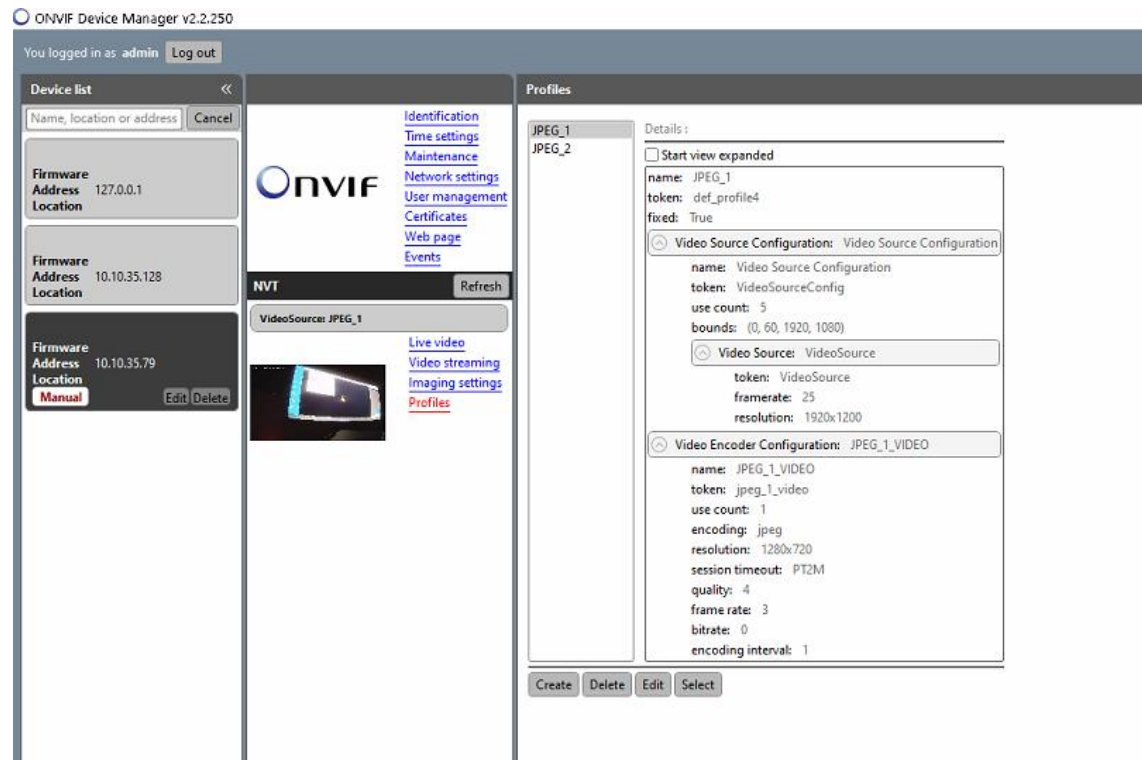 ONVIF Device Manager v2.2.250
You logged in as admin Log out
Device list
Name, location or address Cancel
Firmware
Address 127.0.0.1
Location
Firmware
Address 10.10.35.128
Location
Firmware
Address 10.10.35.79
Location
Manual Edit Delete
ONVIF
Identification
Time settings
Maintenance
Network settings
User management
Certificates
Web page
Events
NVT Refresh
VideoSource: JPEG_1
Live video
Video streaming
Imaging settings
Profiles
Profiles
JPEG_1
JPEG_2
Details :
Start view expanded
name: JPEG_1
token: def_profile4
fixed: True
Video Source Configuration: Video Source Configuration
name: Video Source Configuration
token: VideoSourceConfig
use count: 5
bounds: (0, 60, 1920, 1080)
Video Source: VideoSource
token: VideoSource
framerate: 25
resolution: 1920x1200
Video Encoder Configuration: JPEG_1_VIDEO
name: JPEG_1_VIDEO
token: jpeg_1_video
use count: 1
encoding: jpeg
resolution: 1280x720
session timeout: PT2M
quality: 4
frame rate: 3
bitrate: 0
encoding interval: 1
Create Delete Edit Select